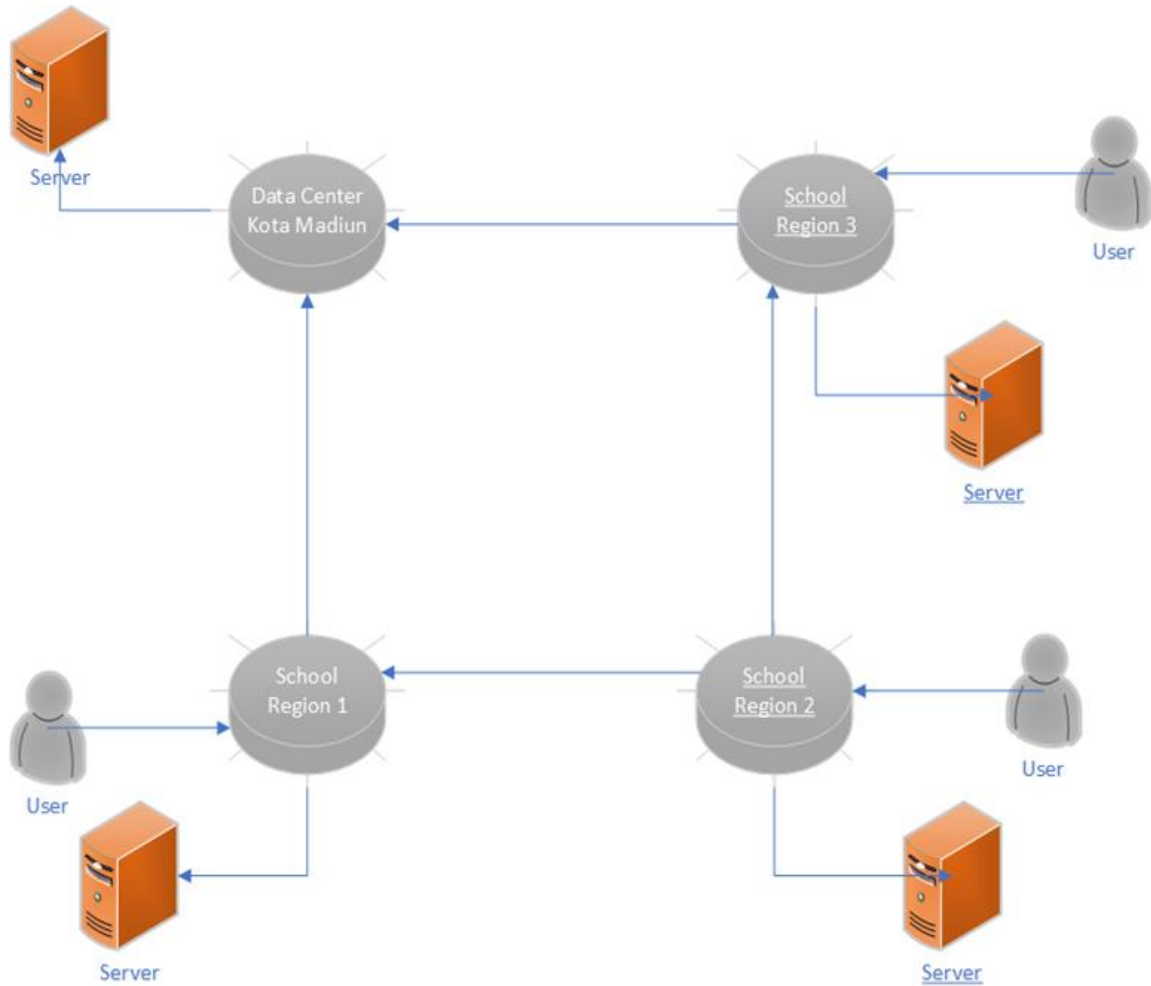 Server
Data Center
Kota Madiun
School
Region 3
User
Server
School
Region 1
School
Region 2
User
User
Server
Server